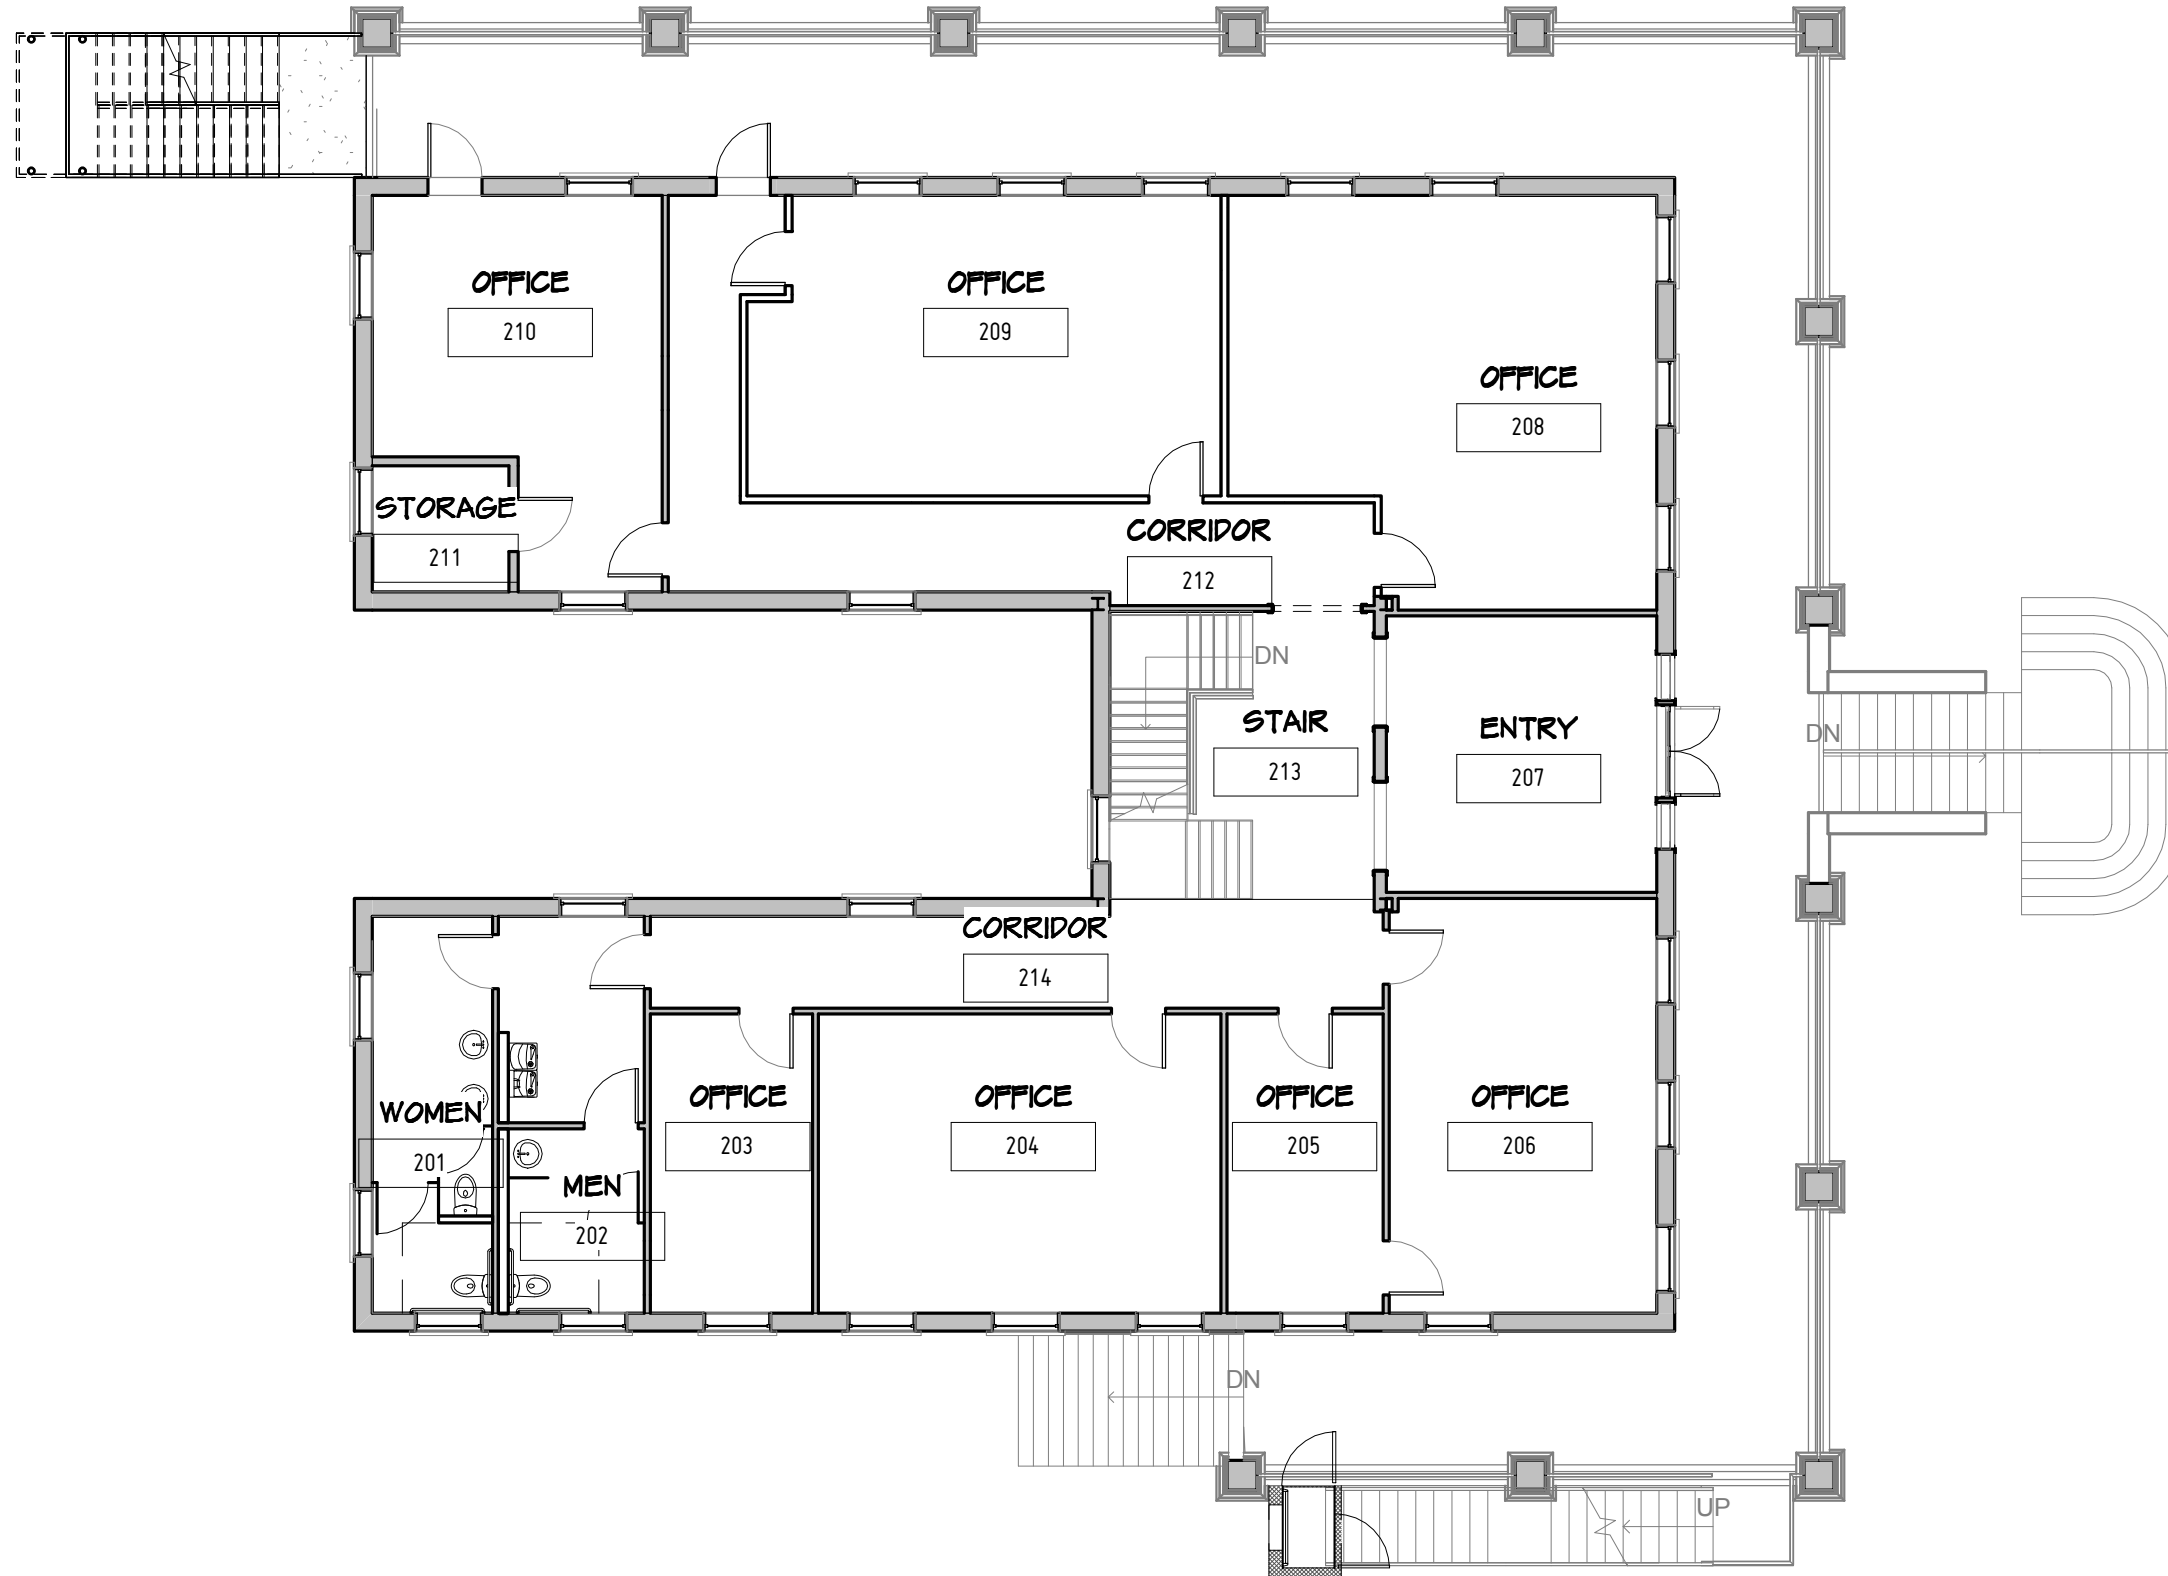 OFFICE
210
OFFICE
209
OFFICE
208
STORAGE
211
CORRIDOR
212
DN
STAIR
213
ENTRY
207
DN
CORRIDOR
214
WOMEN
201
MEN
202
OFFICE
203
OFFICE
204
OFFICE
205
OFFICE
206
DN
UP